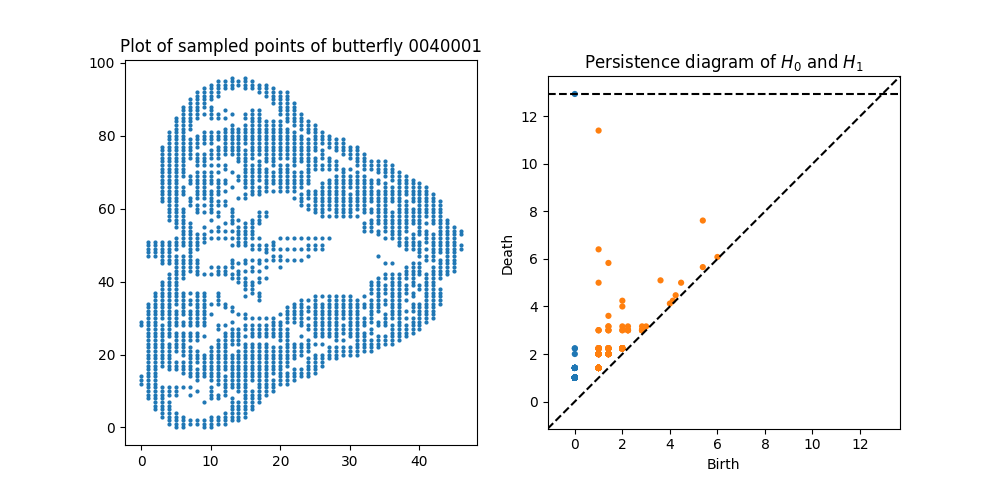 Plot of sampled points of butterfly 0040001
100
80
60
40
20
0
0 10 20 30 40
Persistence diagram of $H_0$ and $H_1$
Death
12
10
8
6
4
2
0
0 2 4 6 8 10 12
Birth